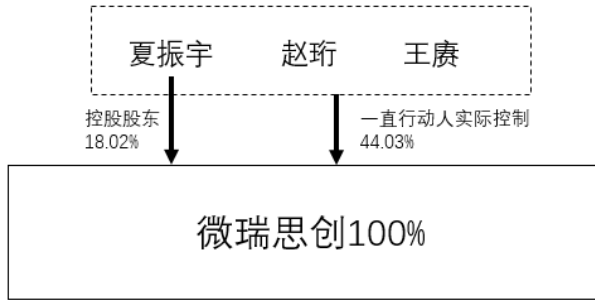 夏振宇 赵珩 王赓
控股股东
18.02%
一直行动人实际控制
44.03%
微瑞思创100%